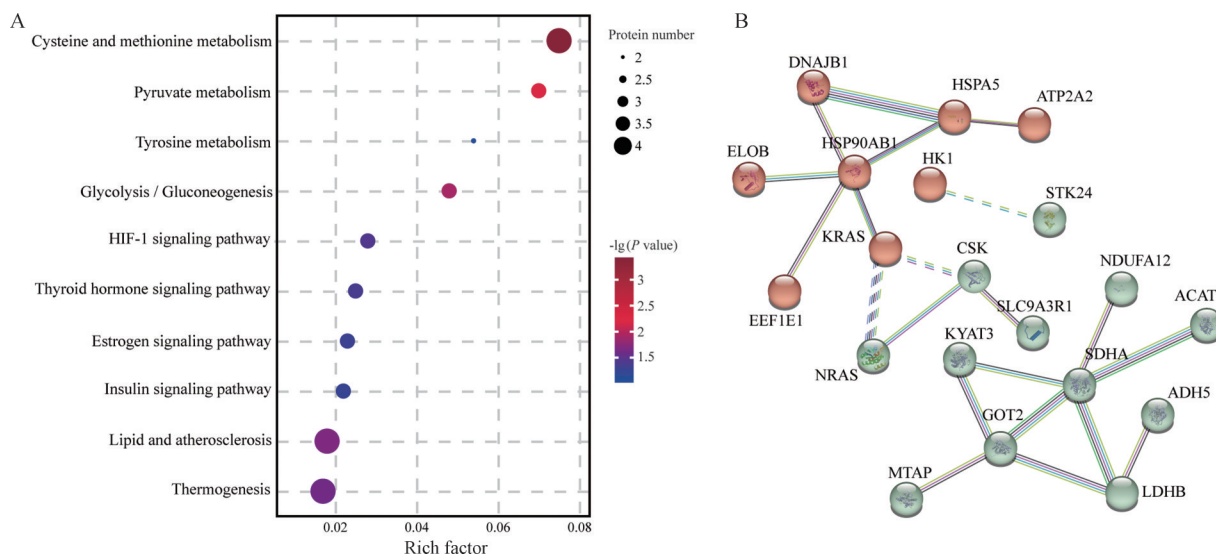 A
Cysteine and methionine metabolism
Pyruvate metabolism
Tyrosine metabolism
Glycolysis / Gluconeogenesis
HIF-1 signaling pathway
Thyroid hormone signaling pathway
Estrogen signaling pathway
Insulin signaling pathway
Lipid and atherosclerosis
Thermogenesis
0.02
0.04
0.06
0.08
Rich factor
Protein number
2
2.5
3
3.5
4
-lg (P value)
3
2.5
2
1.5
B
DNAJB1
HSPA5
ATP2A2
ELOB
HSP90AB1
HK1
STK24
KRAS
CSK
NDUFA12
EEF1E1
SLC9A3R1
ACAT
NRAS
KYAT3
SDHA
ADH5
GOT2
MTAP
LDHB